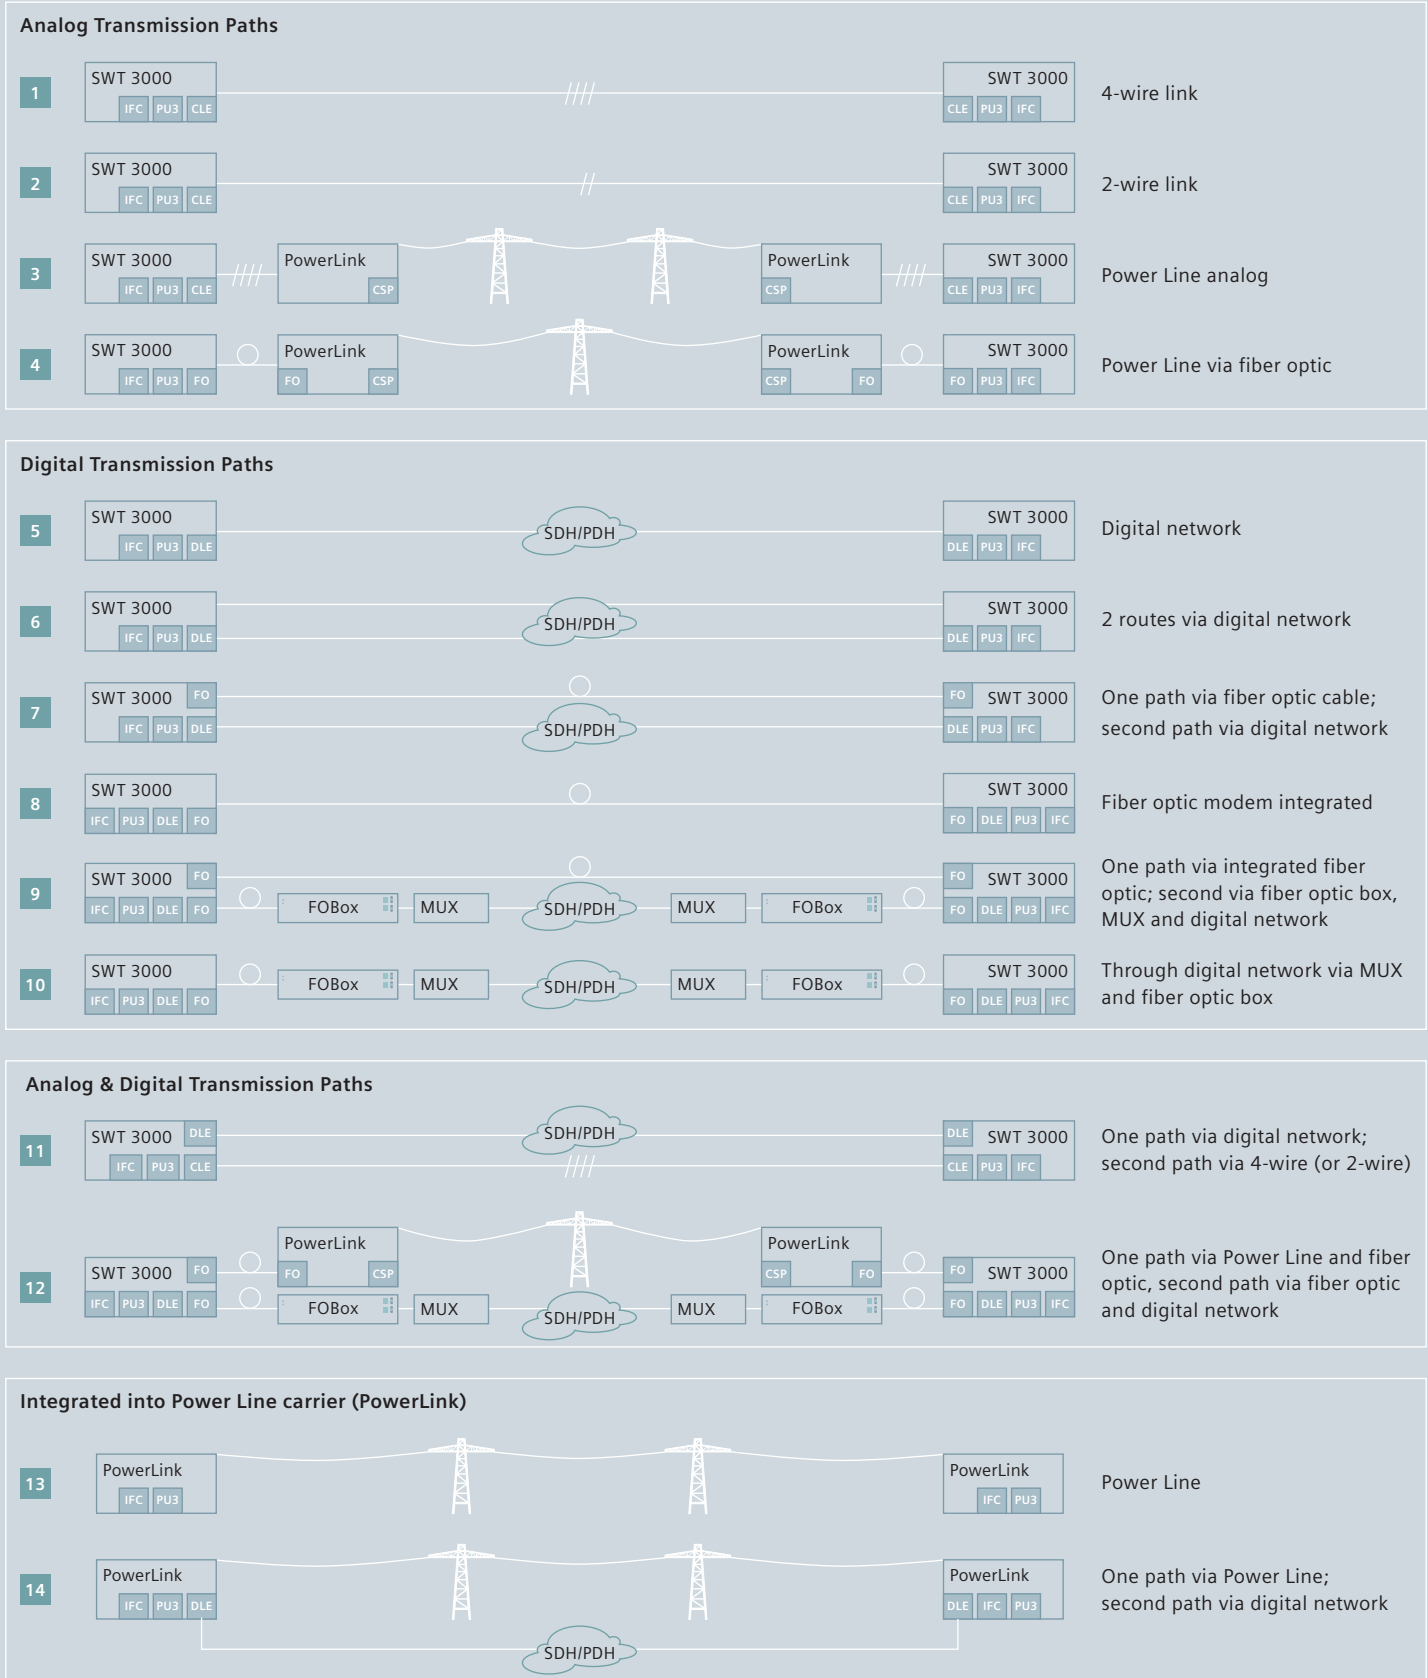 Analog Transmission Paths
1
SWT 3000
IFC PU3 CLE
SWT 3000
CLE PU3 IFC
4-wire link
2
SWT 3000
IFC PU3 CLE
SWT 3000
CLE PU3 IFC
2-wire link
3
SWT 3000
IFC PU3 CLE
PowerLink
CSP
PowerLink
CSP
SWT 3000
CLE PU3 IFC
Power Line analog
4
SWT 3000
IFC PU3 FO
PowerLink
FO CSP
PowerLink
CSP FO
SWT 3000
FO PU3 IFC
Power Line via fiber optic
Digital Transmission Paths
5
SWT 3000
IFC PU3 DLE
SDH/PDH
SWT 3000
DLE PU3 IFC
Digital network
6
SWT 3000
IFC PU3 DLE
SDH/PDH
SWT 3000
DLE PU3 IFC
2 routes via digital network
7
SWT 3000 FO
IFC PU3 DLE
SDH/PDH
FO SWT 3000
DLE PU3 IFC
One path via fiber optic cable;
second path via digital network
8
SWT 3000
IFC PU3 DLE FO
SWT 3000
FO DLE PU3 IFC
Fiber optic modem integrated
9
SWT 3000 FO
IFC PU3 DLE FO
FOBox
MUX
SDH/PDH
MUX
FOBox
FO SWT 3000
FO DLE PU3 IFC
One path via integrated fiber
optic; second via fiber optic box,
MUX and digital network
10
SWT 3000
IFC PU3 DLE FO
FOBox
MUX
SDH/PDH
MUX
FOBox
SWT 3000
FO DLE PU3 IFC
Through digital network via MUX
and fiber optic box
Analog & Digital Transmission Paths
11
SWT 3000 DLE
IFC PU3 CLE
SDH/PDH
DLE SWT 3000
CLE PU3 IFC
One path via digital network;
second path via 4-wire (or 2-wire)
12
SWT 3000 FO
IFC PU3 DLE FO
PowerLink
FO CSP
FOBox
MUX
SDH/PDH
MUX
PowerLink
CSP FO
FOBox
FO SWT 3000
FO DLE PU3 IFC
One path via Power Line and fiber
optic, second path via fiber optic
and digital network
Integrated into Power Line carrier (PowerLink)
13
PowerLink
IFC PU3
PowerLink
IFC PU3
Power Line
14
PowerLink
IFC PU3 DLE
SDH/PDH
PowerLink
DLE IFC PU3
One path via Power Line;
second path via digital network